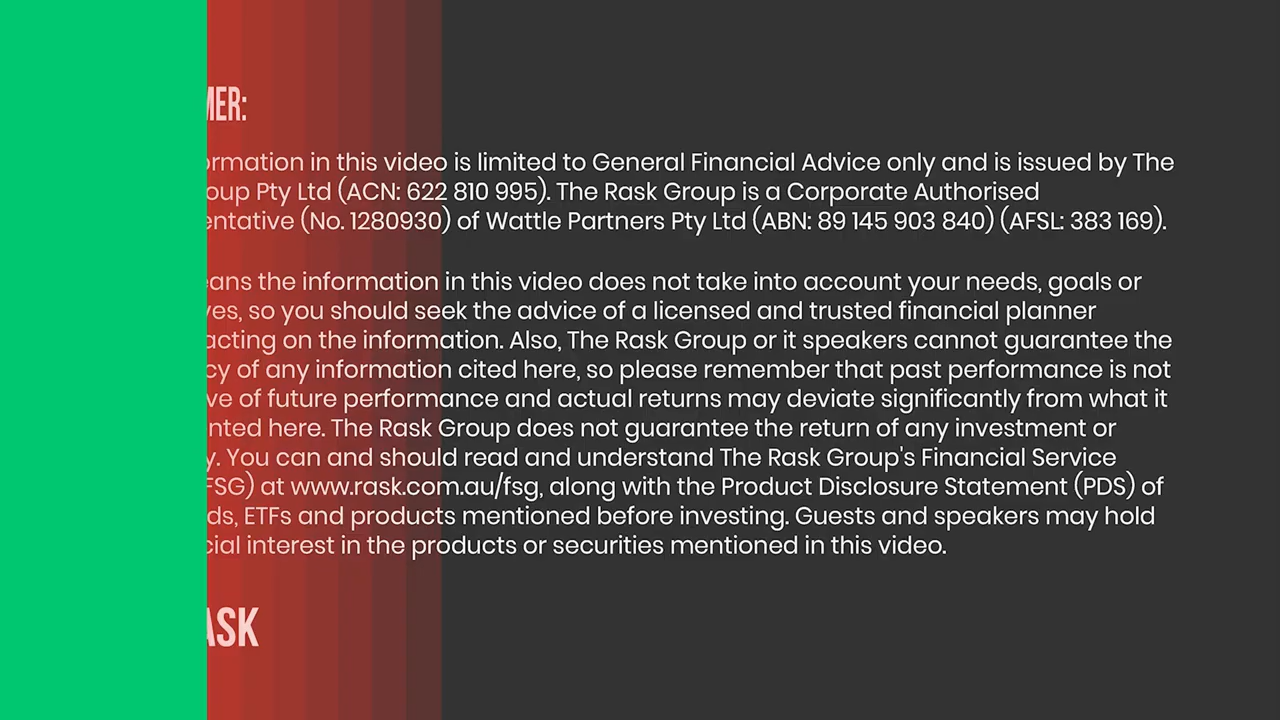 MER:
ormation in this video is limited to General Financial Advice only and is issued by The
oup Pty Ltd (ACN: 622 810 995). The Rask Group is a Corporate Authorised
entative (No. 1280930) of Wattle Partners Pty Ltd (ABN: 89 145 903 840) (AFSL: 383 169).
eans the information in this video does not take into account your needs, goals or
ves, so you should seek the advice of a licensed and trusted financial planner
acting on the information. Also, The Rask Group or it speakers cannot guarantee the
cy of any information cited here, so please remember that past performance is not
ve of future performance and actual returns may deviate significantly from what it
nted here. The Rask Group does not guarantee the return of any investment or
y. You can and should read and understand The Rask Group's Financial Service
FSG) at www.rask.com.au/fsg, along with the Product Disclosure Statement (PDS) of
ds, ETFs and products mentioned before investing. Guests and speakers may hold
cial interest in the products or securities mentioned in this video.
ASK